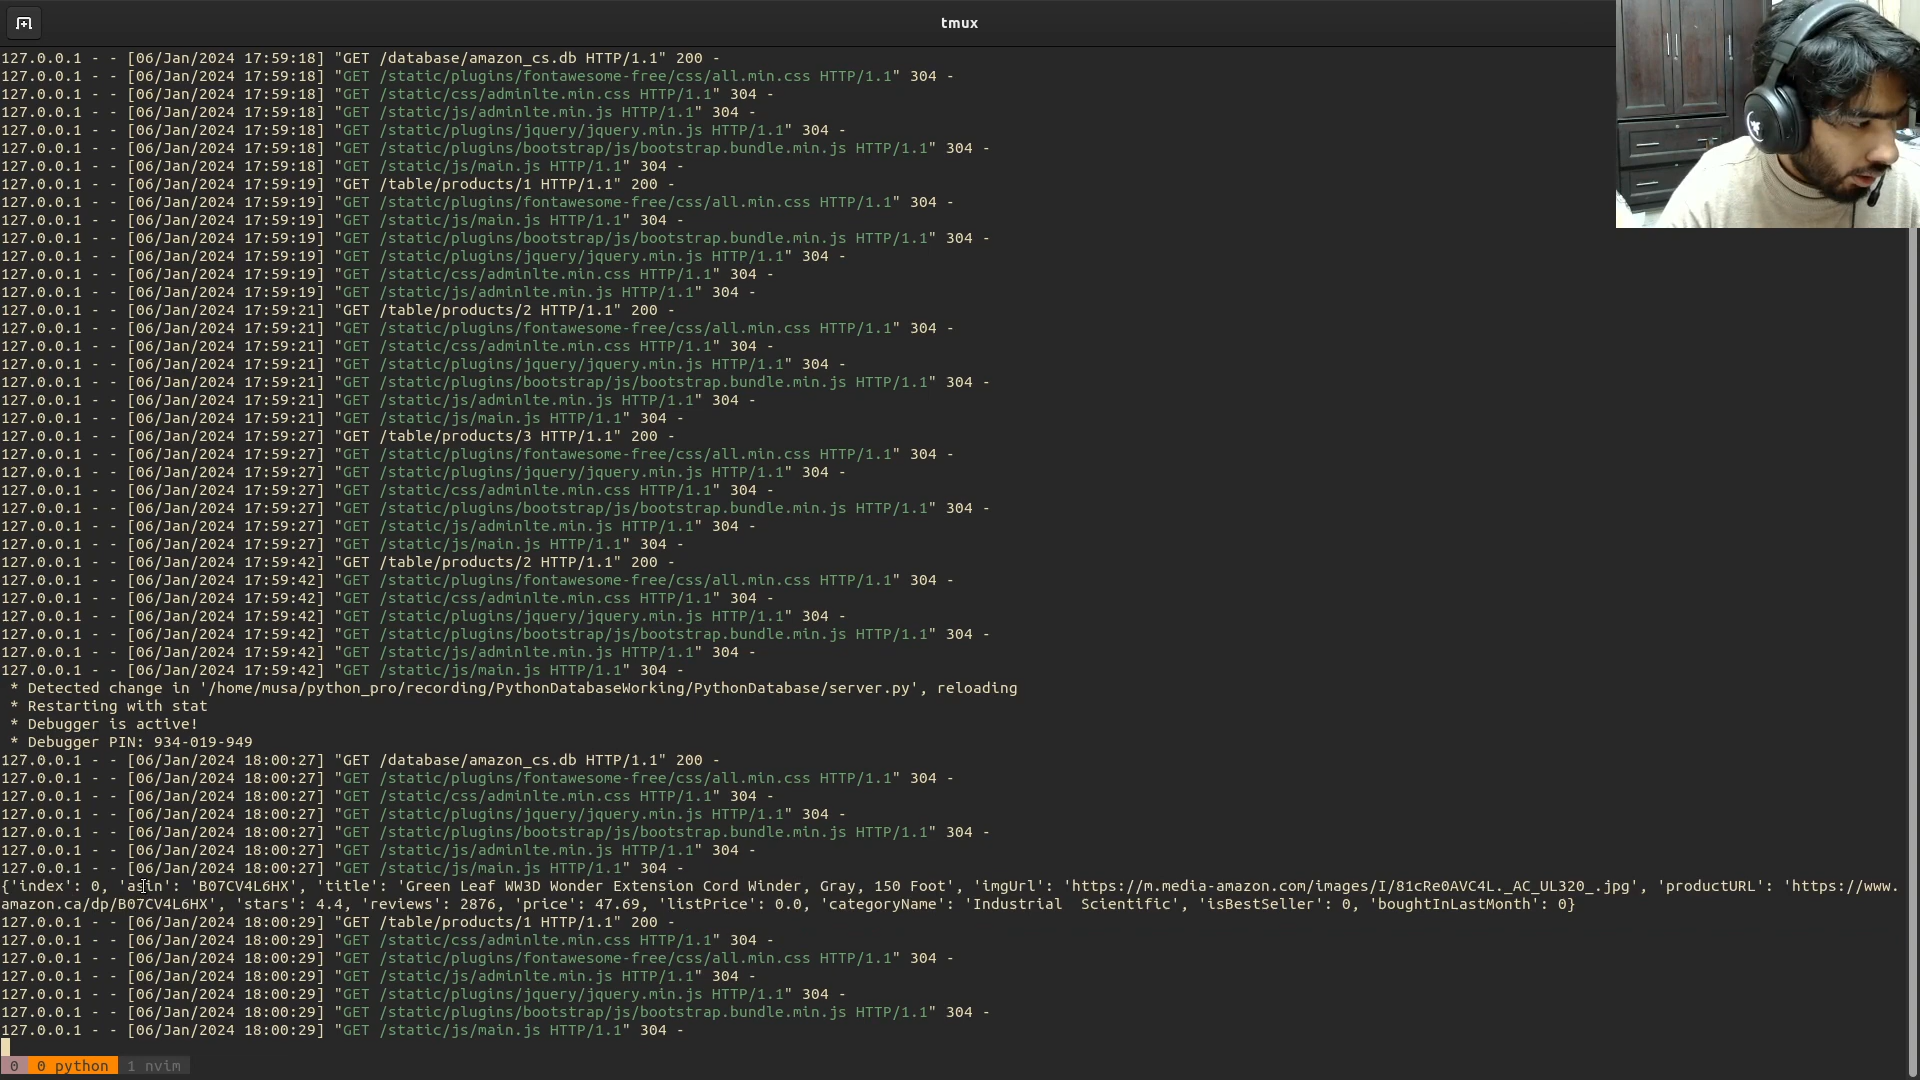 tmux
127.0.0.1 - - [06/Jan/2024 17:59:18] "GET /database/amazon_cs.db HTTP/1.1" 200 -
127.0.0.1 - - [06/Jan/2024 17:59:18] "GET /static/plugins/fontawesome-free/css/all.min.css HTTP/1.1" 304 -
127.0.0.1 - - [06/Jan/2024 17:59:18] "GET /static/css/adminlte.min.css HTTP/1.1" 304 -
127.0.0.1 - - [06/Jan/2024 17:59:18] "GET /static/js/adminlte.min.js HTTP/1.1" 304 -
127.0.0.1 - - [06/Jan/2024 17:59:18] "GET /static/plugins/jquery/jquery.min.js HTTP/1.1" 304 -
127.0.0.1 - - [06/Jan/2024 17:59:18] "GET /static/plugins/bootstrap/js/bootstrap.bundle.min.js HTTP/1.1" 304 -
127.0.0.1 - - [06/Jan/2024 17:59:18] "GET /static/js/main.js HTTP/1.1" 304 -
127.0.0.1 - - [06/Jan/2024 17:59:19] "GET /table/products/1 HTTP/1.1" 200 -
127.0.0.1 - - [06/Jan/2024 17:59:19] "GET /static/plugins/fontawesome-free/css/all.min.css HTTP/1.1" 304 -
127.0.0.1 - - [06/Jan/2024 17:59:19] "GET /static/js/main.js HTTP/1.1" 304 -
127.0.0.1 - - [06/Jan/2024 17:59:19] "GET /static/plugins/bootstrap/js/bootstrap.bundle.min.js HTTP/1.1" 304 -
127.0.0.1 - - [06/Jan/2024 17:59:19] "GET /static/plugins/jquery/jquery.min.js HTTP/1.1" 304 -
127.0.0.1 - - [06/Jan/2024 17:59:19] "GET /static/css/adminlte.min.css HTTP/1.1" 304 -
127.0.0.1 - - [06/Jan/2024 17:59:19] "GET /static/js/adminlte.min.js HTTP/1.1" 304 -
127.0.0.1 - - [06/Jan/2024 17:59:21] "GET /table/products/2 HTTP/1.1" 200 -
127.0.0.1 - - [06/Jan/2024 17:59:21] "GET /static/plugins/fontawesome-free/css/all.min.css HTTP/1.1" 304 -
127.0.0.1 - - [06/Jan/2024 17:59:21] "GET /static/css/adminlte.min.css HTTP/1.1" 304 -
127.0.0.1 - - [06/Jan/2024 17:59:21] "GET /static/plugins/jquery/jquery.min.js HTTP/1.1" 304 -
127.0.0.1 - - [06/Jan/2024 17:59:21] "GET /static/plugins/bootstrap/js/bootstrap.bundle.min.js HTTP/1.1" 304 -
127.0.0.1 - - [06/Jan/2024 17:59:21] "GET /static/js/adminlte.min.js HTTP/1.1" 304 -
127.0.0.1 - - [06/Jan/2024 17:59:21] "GET /static/js/main.js HTTP/1.1" 304 -
127.0.0.1 - - [06/Jan/2024 17:59:27] "GET /table/products/3 HTTP/1.1" 200 -
127.0.0.1 - - [06/Jan/2024 17:59:27] "GET /static/plugins/fontawesome-free/css/all.min.css HTTP/1.1" 304 -
127.0.0.1 - - [06/Jan/2024 17:59:27] "GET /static/plugins/jquery/jquery.min.js HTTP/1.1" 304 -
127.0.0.1 - - [06/Jan/2024 17:59:27] "GET /static/css/adminlte.min.css HTTP/1.1" 304 -
127.0.0.1 - - [06/Jan/2024 17:59:27] "GET /static/plugins/bootstrap/js/bootstrap.bundle.min.js HTTP/1.1" 304 -
127.0.0.1 - - [06/Jan/2024 17:59:27] "GET /static/js/adminlte.min.js HTTP/1.1" 304 -
127.0.0.1 - - [06/Jan/2024 17:59:27] "GET /static/js/main.js HTTP/1.1" 304 -
127.0.0.1 - - [06/Jan/2024 17:59:42] "GET /table/products/2 HTTP/1.1" 200 -
127.0.0.1 - - [06/Jan/2024 17:59:42] "GET /static/plugins/fontawesome-free/css/all.min.css HTTP/1.1" 304 -
127.0.0.1 - - [06/Jan/2024 17:59:42] "GET /static/css/adminlte.min.css HTTP/1.1" 304 -
127.0.0.1 - - [06/Jan/2024 17:59:42] "GET /static/plugins/jquery/jquery.min.js HTTP/1.1" 304 -
127.0.0.1 - - [06/Jan/2024 17:59:42] "GET /static/plugins/bootstrap/js/bootstrap.bundle.min.js HTTP/1.1" 304 -
127.0.0.1 - - [06/Jan/2024 17:59:42] "GET /static/js/adminlte.min.js HTTP/1.1" 304 -
127.0.0.1 - - [06/Jan/2024 17:59:42] "GET /static/js/main.js HTTP/1.1" 304 -
* Detected change in '/home/musa/python_pro/recording/PythonDatabaseWorking/PythonDatabase/server.py', reloading
* Restarting with stat
* Debugger is active!
* Debugger PIN: 934-019-949
127.0.0.1 - - [06/Jan/2024 18:00:27] "GET /database/amazon_cs.db HTTP/1.1" 200 -
127.0.0.1 - - [06/Jan/2024 18:00:27] "GET /static/plugins/fontawesome-free/css/all.min.css HTTP/1.1" 304 -
127.0.0.1 - - [06/Jan/2024 18:00:27] "GET /static/css/adminlte.min.css HTTP/1.1" 304 -
127.0.0.1 - - [06/Jan/2024 18:00:27] "GET /static/plugins/jquery/jquery.min.js HTTP/1.1" 304 -
127.0.0.1 - - [06/Jan/2024 18:00:27] "GET /static/plugins/bootstrap/js/bootstrap.bundle.min.js HTTP/1.1" 304 -
127.0.0.1 - - [06/Jan/2024 18:00:27] "GET /static/js/adminlte.min.js HTTP/1.1" 304 -
127.0.0.1 - - [06/Jan/2024 18:00:27] "GET /static/js/main.js HTTP/1.1" 304 -
{'index': 0, 'asin': 'B07CV4L6HX', 'title': 'Green Leaf WW3D Wonder Extension Cord Winder, Gray, 150 Foot', 'imgUrl': 'https://m.media-amazon.com/images/I/81cRe0AVC4L._AC_UL320_.jpg', 'productURL': 'https://www.
amazon.ca/dp/B07CV4L6HX', 'stars': 4.4, 'reviews': 2876, 'price': 47.69, 'listPrice': 0.0, 'categoryName': 'Industrial  Scientific', 'isBestSeller': 0, 'boughtInLastMonth': 0}
127.0.0.1 - - [06/Jan/2024 18:00:29] "GET /table/products/1 HTTP/1.1" 200 -
127.0.0.1 - - [06/Jan/2024 18:00:29] "GET /static/css/adminlte.min.css HTTP/1.1" 304 -
127.0.0.1 - - [06/Jan/2024 18:00:29] "GET /static/plugins/fontawesome-free/css/all.min.css HTTP/1.1" 304 -
127.0.0.1 - - [06/Jan/2024 18:00:29] "GET /static/js/adminlte.min.js HTTP/1.1" 304 -
127.0.0.1 - - [06/Jan/2024 18:00:29] "GET /static/plugins/jquery/jquery.min.js HTTP/1.1" 304 -
127.0.0.1 - - [06/Jan/2024 18:00:29] "GET /static/plugins/bootstrap/js/bootstrap.bundle.min.js HTTP/1.1" 304 -
127.0.0.1 - - [06/Jan/2024 18:00:29] "GET /static/js/main.js HTTP/1.1" 304 -
0 0 python 1 nvim